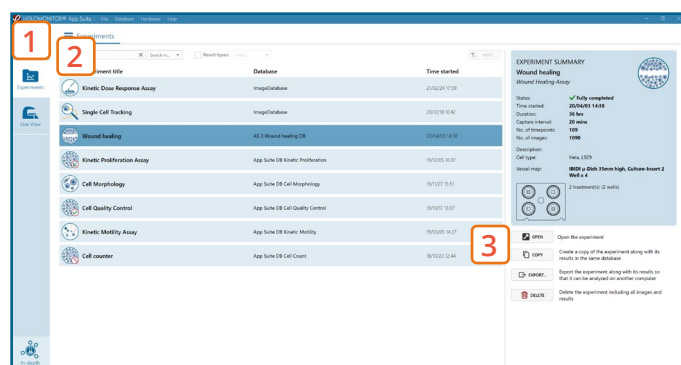 HOLOMONITOR® App Suite | File Database Hardware Help
1
Experiments
2
X Search in...
Result types:
RESET
Experiments
Live View
In-depth
Experiment title Database Time started
Kinetic Dose Response Assay ImageDatabase 21/02/24 17:59
Single Cell Tracking ImageDatabase 20/12/18 10:42
Wound healing AS 3 Wound healing DB 20/04/03 14:38
Kinetic Proliferation Assay App Suite DB Kinetic Proliferation 19/12/05 16:37
Cell Morphology App Suite DB Cell Morphology 19/11/27 15:51
Cell Quality Control App Suite DB Cell Quality Control 19/10/17 13:07
Kinetic Motility Assay App Suite DB Kinetic Motility 19/03/05 14:27
Cell counter App Suite DB Cell Count 18/10/23 12:44
EXPERIMENT SUMMARY
Wound healing
Wound Healing Assay
Status: Fully completed
Time started: 20/04/03 14:38
Duration: 36 hrs
Capture interval: 20 mins
No. of timepoints: 109
No. of images: 1090
Description:
Cell type: Hela, L929
Vessel map: IBIDI µ-Dish 35mm high, Culture-Insert 2
Well x 4
2 treatment(s) (2 wells)
3
OPEN Open the experiment
COPY Create a copy of the experiment along with its
results in the same database
EXPORT... Export the experiment along with its results so
that it can be analyzed on another computer
DELETE Delete the experiment including all images and
results